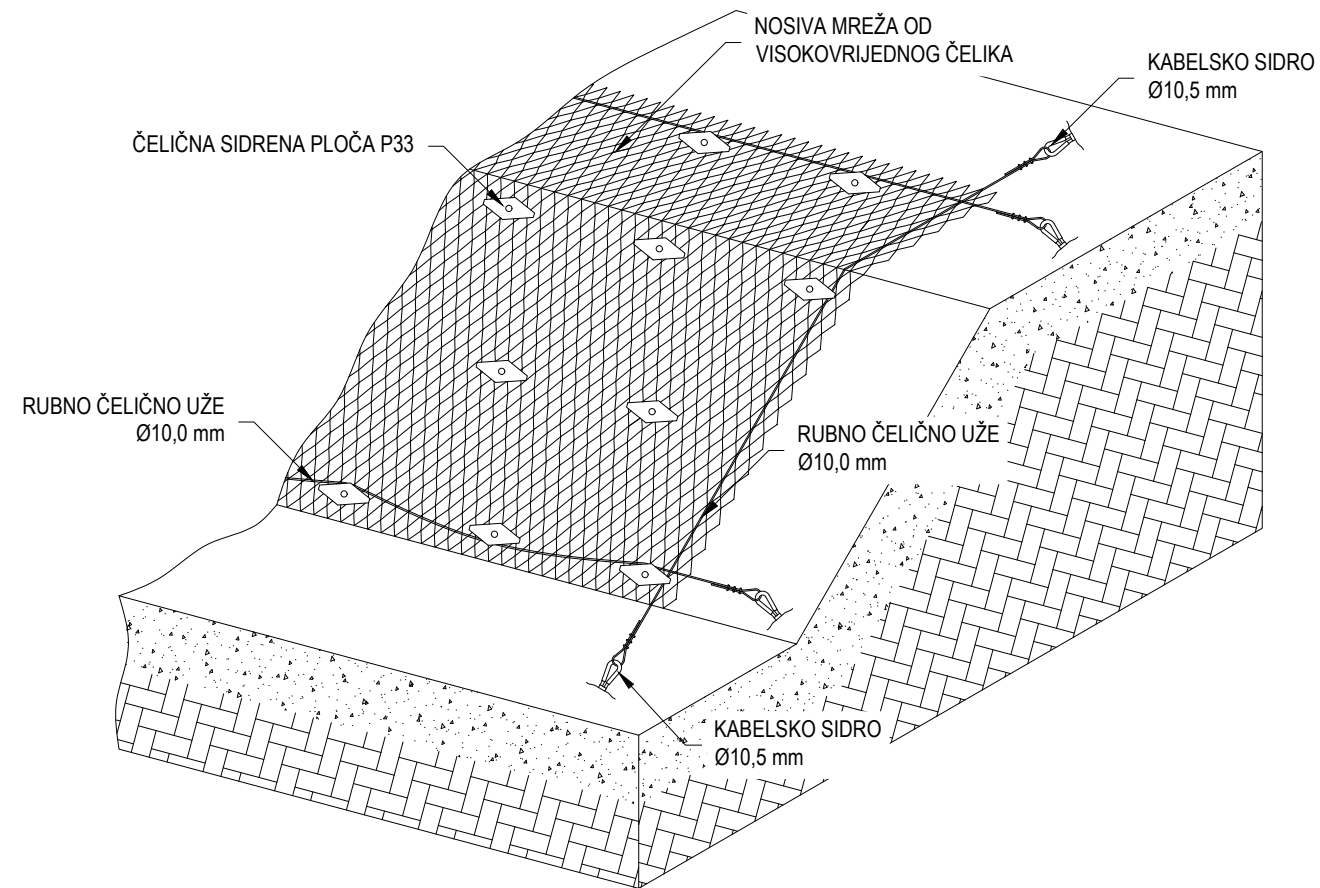 NOSIVA MREŽA OD
VISOKOVRIJEDNOG ČELIKA
KABELSKO SIDRO
Ø10,5 mm
ČELIČNA SIDRENA PLOČA P33
RUBNO ČELIČNO UŽE
Ø10,0 mm
RUBNO ČELIČNO UŽE
Ø10,0 mm
KABELSKO SIDRO
Ø10,5 mm